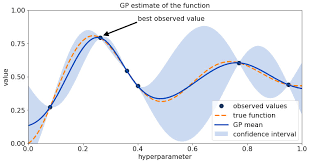 GP estimate of the function
best observed value
1.00
0.75
0.50
0.25
0.00
value
observed values
true function
GP mean
confidence interval
0.0
0.2
0.4
0.6
0.8
1.0
hyperparameter